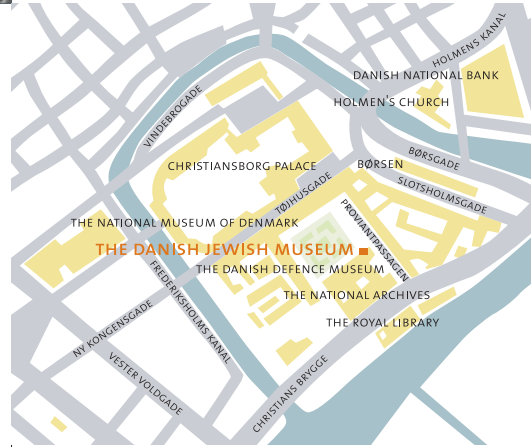 HOLMENS KANAL
DANISH NATIONAL BANK
HOLMEN'S CHURCH
VINDEBROGADE
BØRSGADE
CHRISTIANSBORG PALACE
BØRSEN
SLOTSHOLMSGADE
TØJHUSGADE
PROVIANTPASSAGEN
THE NATIONAL MUSEUM OF DENMARK
THE DANISH JEWISH MUSEUM
THE DANISH DEFENCE MUSEUM
FREDERIKSHOLMS KANAL
THE NATIONAL ARCHIVES
NY KONGENSGADE
THE ROYAL LIBRARY
VESTER VOLDGADE
CHRISTIANS BRYGGE